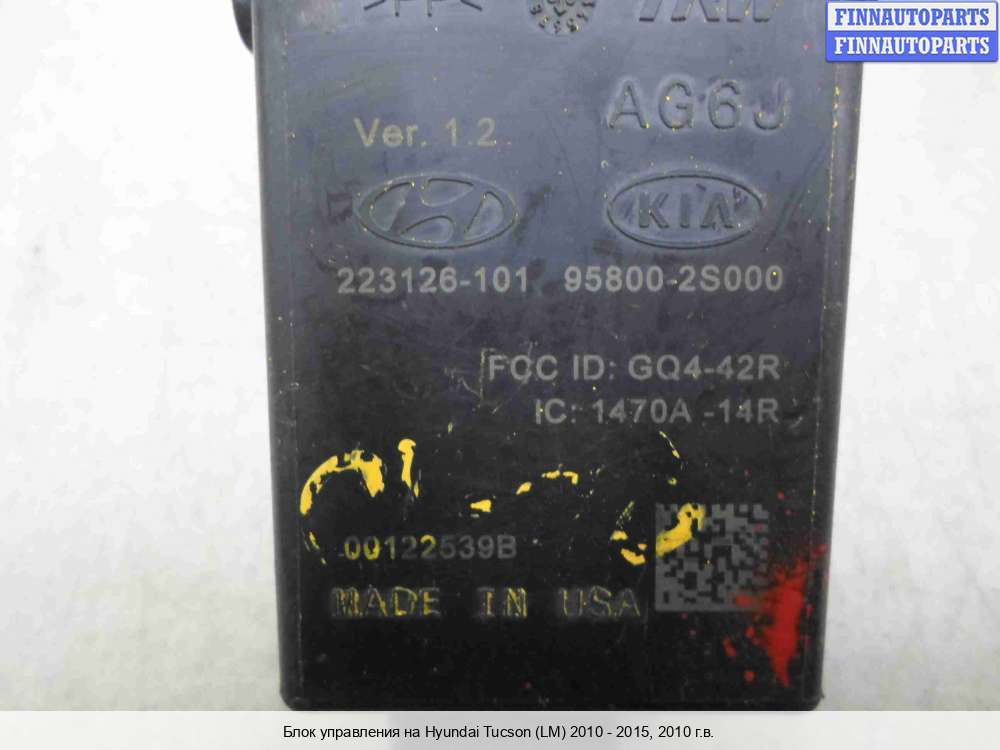 FINNAUTOPARTS
FINNAUTOPARTS
TRW
AG6J
Ver. 1.2
KIA
223126-101 95800-2S000
FCC ID: GQ4-42R
IC: 1470A -14R
00122539B
MADE IN USA
Блок управления на Hyundai Tucson (LM) 2010 - 2015, 2010 г.в.